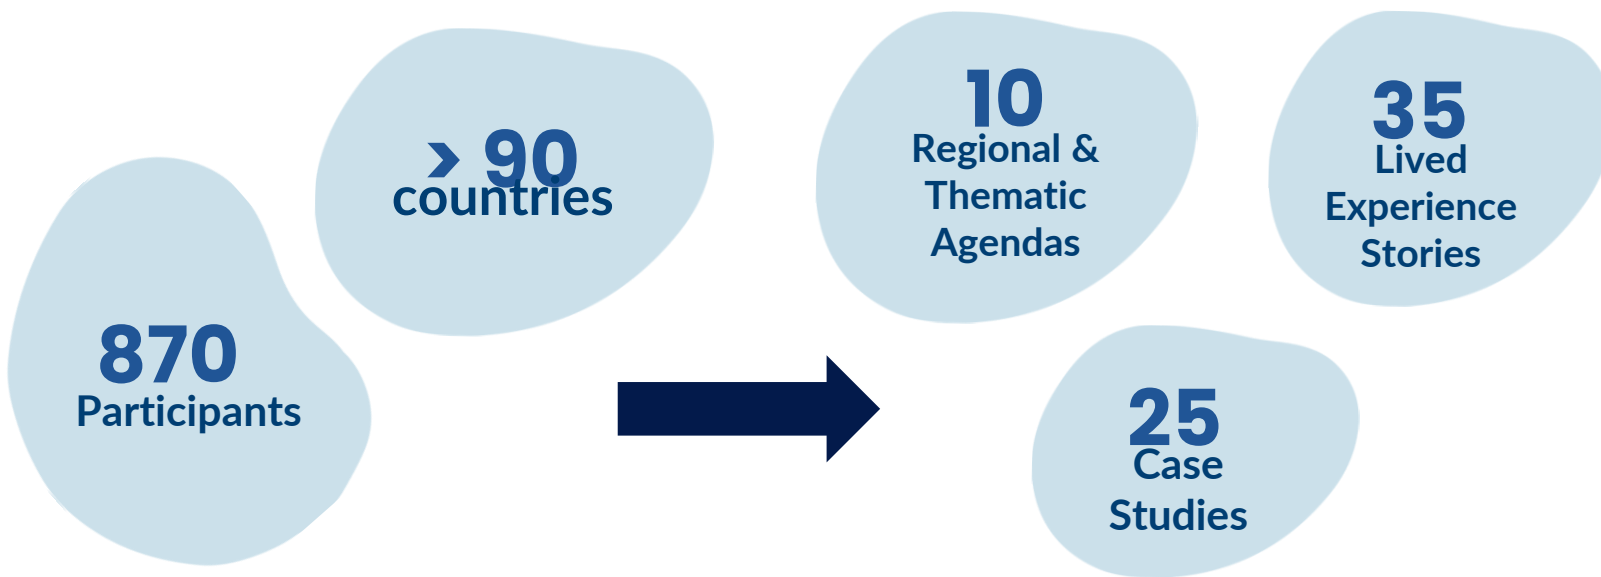 870
Participants
> 90
countries
10
Regional &
Thematic
Agendas
35
Lived
Experience
Stories
25
Case
Studies